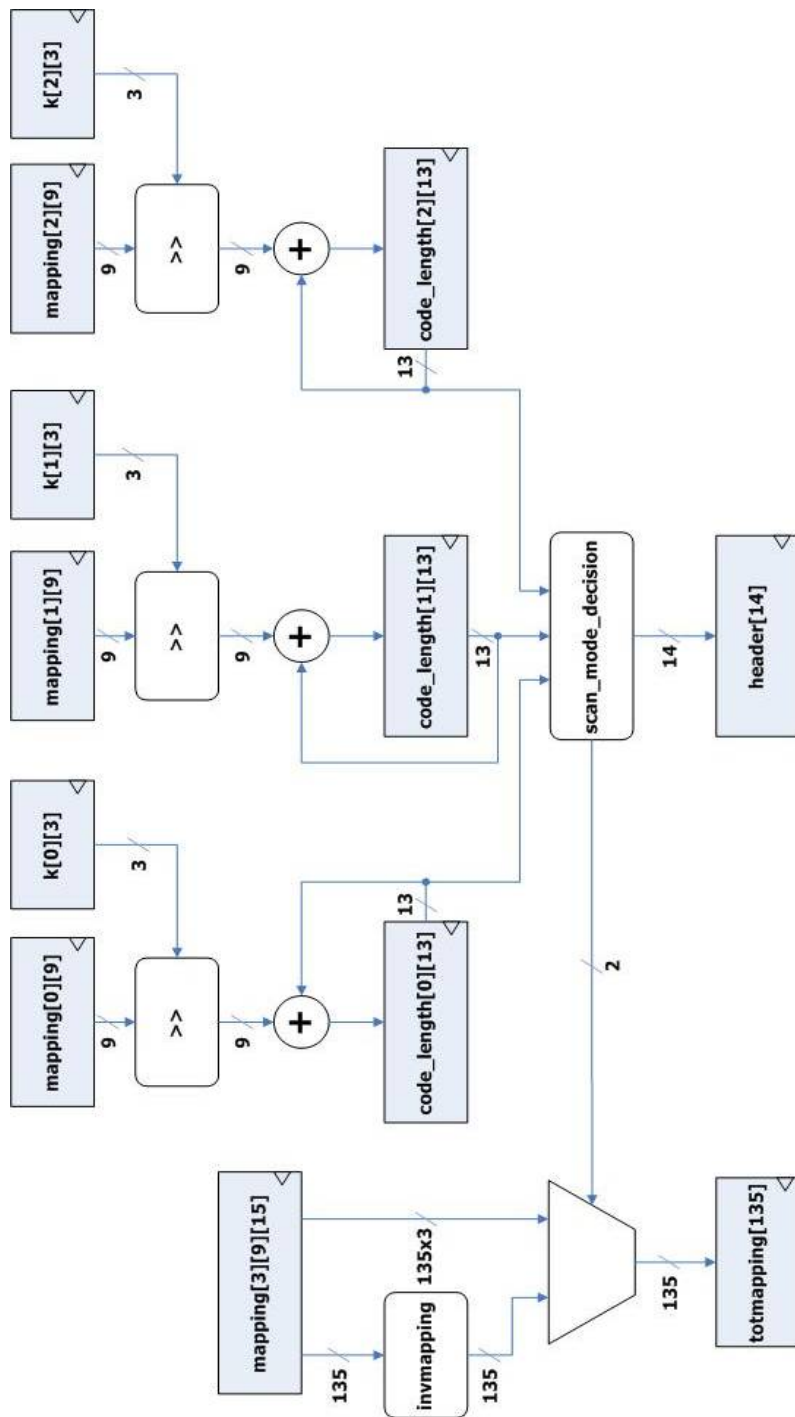 mapping[3][9][15]
135
135x3
invmapping
135
135
totmapping[135]
mapping[0][9]
k[0][3]
9
3
>>
9
+
code_length[0][13]
13
2
mapping[1][9]
k[1][3]
9
3
>>
9
+
code_length[1][13]
13
scan_mode_decision
14
header[14]
mapping[2][9]
k[2][3]
9
3
>>
9
+
code_length[2][13]
13